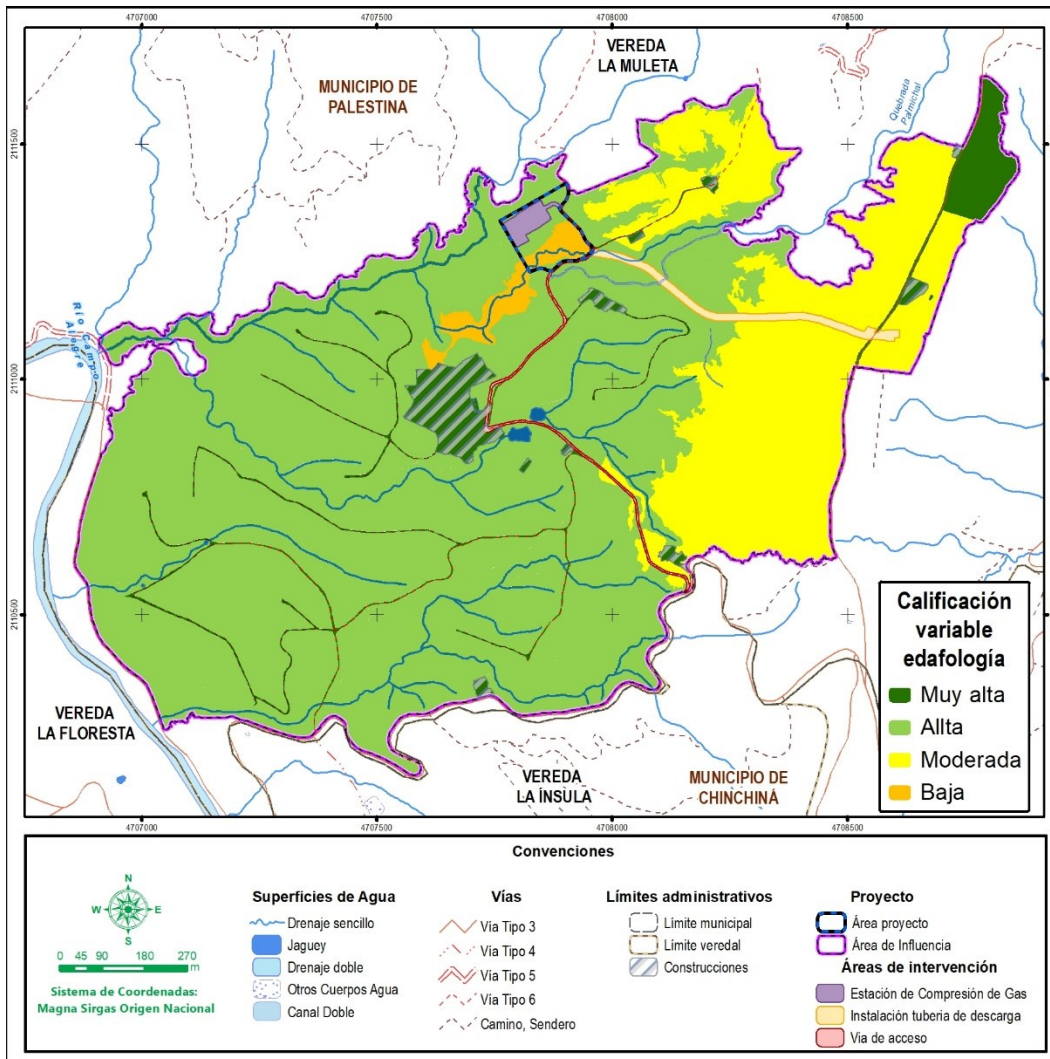 4707000
4707500
4708000
4708500
VEREDA
LA MULETA
MUNICIPIO DE
PALESTINA
Quebrada
Palmichal
2111500
2111000
2110500
Río Campo
Alegre
VEREDA
LA FLORESTA
VEREDA
LA ÍNSULA
MUNICIPIO DE
CHINCHINÁ
Calificación
variable
edafología
Muy alta
Allta
Moderada
Baja
4707000
4707500
4708000
4708500
Convenciones
N
W
E
S
0 45 90 180 270
m
Sistema de Coordenadas:
Magna Sirgas Origen Nacional
Superficies de Agua
Drenaje sencillo
Jaguey
Drenaje doble
Otros Cuerpos Agua
Canal Doble
Vías
Vía Tipo 3
Vía Tipo 4
Vía Tipo 5
Vía Tipo 6
Camino, Sendero
Límites administrativos
Límite municipal
Límite veredal
Construcciones
Proyecto
Área proyecto
Área de Influencia
Áreas de intervención
Estación de Compresión de Gas
Instalación tuberia de descarga
Via de acceso